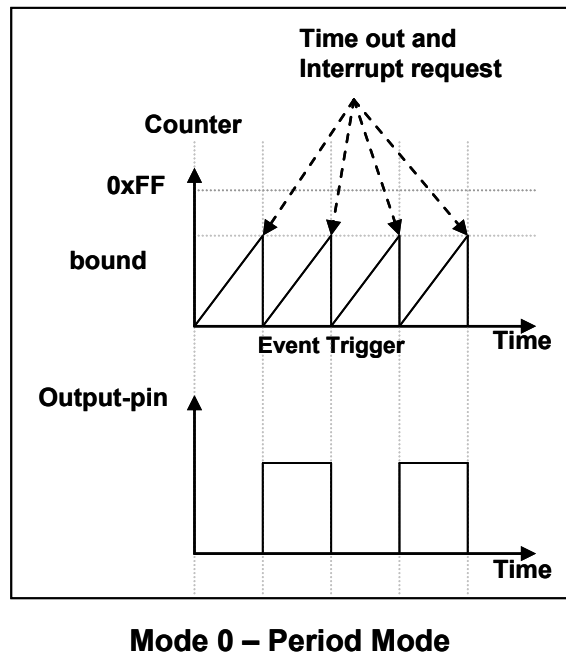 Time out and
Interrupt request
Counter
0xFF
bound
Event Trigger
Time
Output-pin
Time
Mode 0 – Period Mode